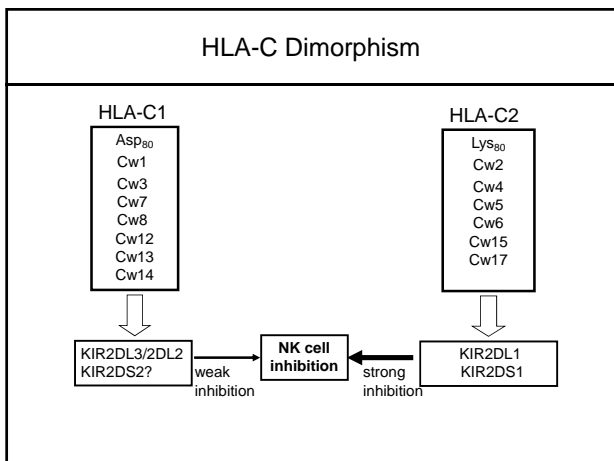 HLA-C Dimorphism
HLA-C1
Asp80
Cw1
Cw3
Cw7
Cw8
Cw12
Cw13
Cw14
KIR2DL3/2DL2
KIR2DS2?
weak
inhibition
NK cell
inhibition
strong
inhibition
HLA-C2
Lys80
Cw2
Cw4
Cw5
Cw6
Cw15
Cw17
KIR2DL1
KIR2DS1